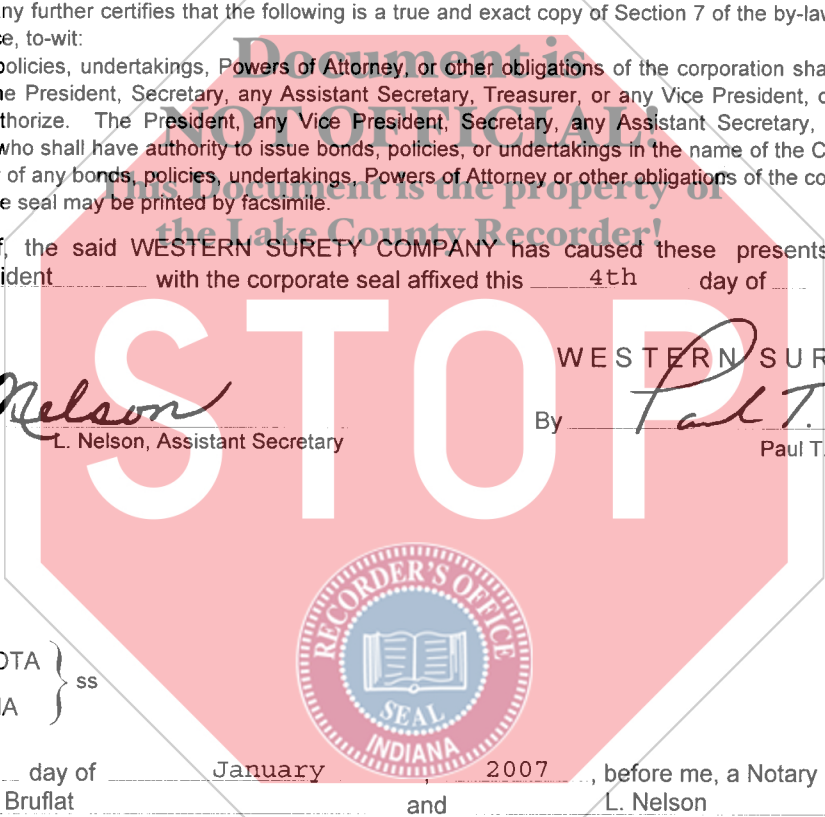 ny further certifies that the following is a true and exact copy of Section 7 of the by-law
e, to-wit:
Document is
policies, undertakings, Powers of Attorney, or other obligations of the corporation sha
e President, Secretary, any Assistant Secretary, Treasurer, or any Vice President, o
NOT OFFICIAL!
thorize. The President, any Vice President, Secretary, any Assistant Secretary,
who shall have authority to issue bonds, policies, or undertakings in the name of the C
of any bonds, policies, undertakings, Powers of Attorney or other obligations of the co
This Document is the property of
e seal may be printed by facsimile.
the Lake County Recorder!
f, the said WESTERN SURETY COMPANY has caused these presents
ident with the corporate seal affixed this 4th day of
STOP
WESTERN SUR
Nelson
By Paul T.
L. Nelson, Assistant Secretary
Paul T.
RECORDER'S OFFICE
SEAL
INDIANA
OTA
ss
A
day of January , 2007 , before me, a Notary
Bruflat and L. Nelson